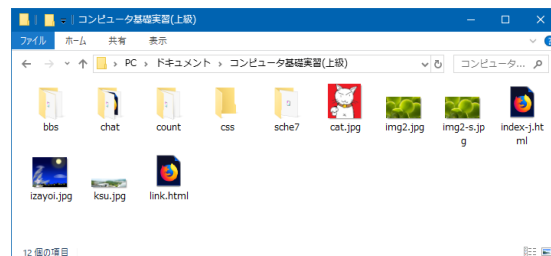 コンピュータ基礎実習(上級)
ファイル ホーム 共有 表示
PC › ドキュメント › コンピュータ基礎実習(上級)
コンピュータ...
bbs chat count css sche7 cat.jpg img2.jpg img2-s.jp
g index-j.ht
ml
izayoi.jpg ksu.jpg link.html
12 個の項目